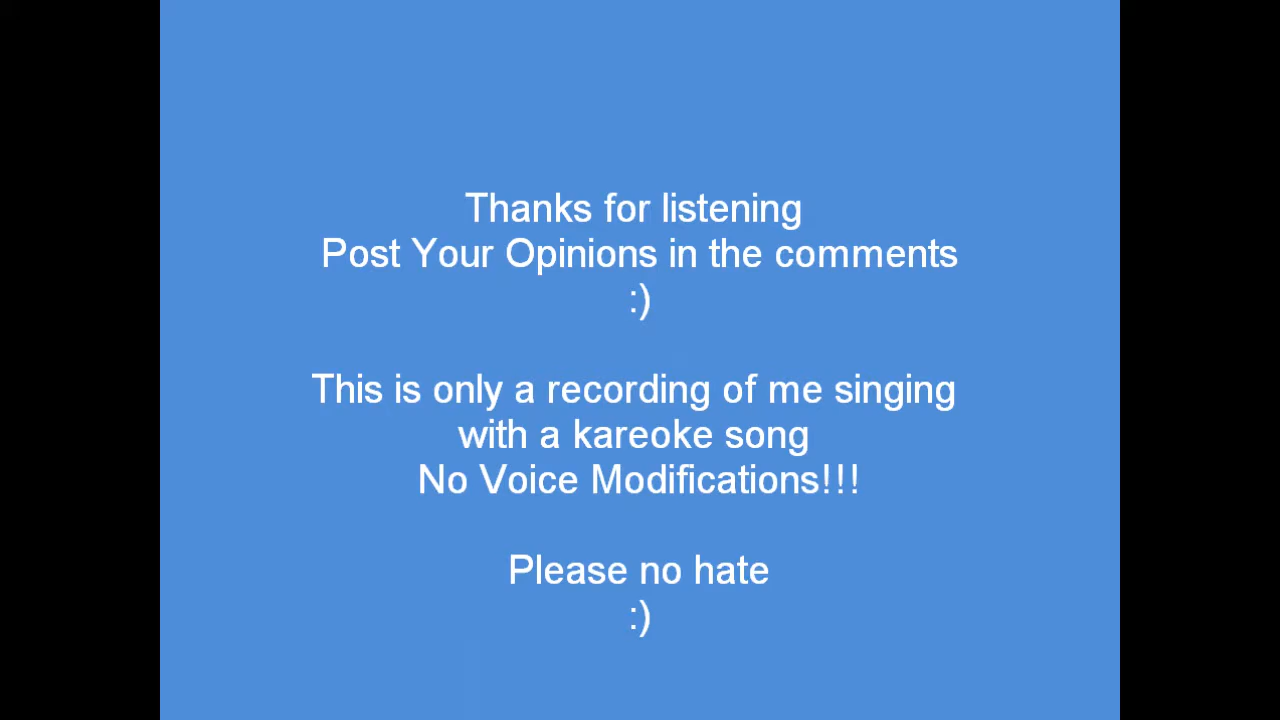 Thanks for listening
Post Your Opinions in the comments
:)
This is only a recording of me singing
with a kareoke song
No Voice Modifications!!!
Please no hate
:)